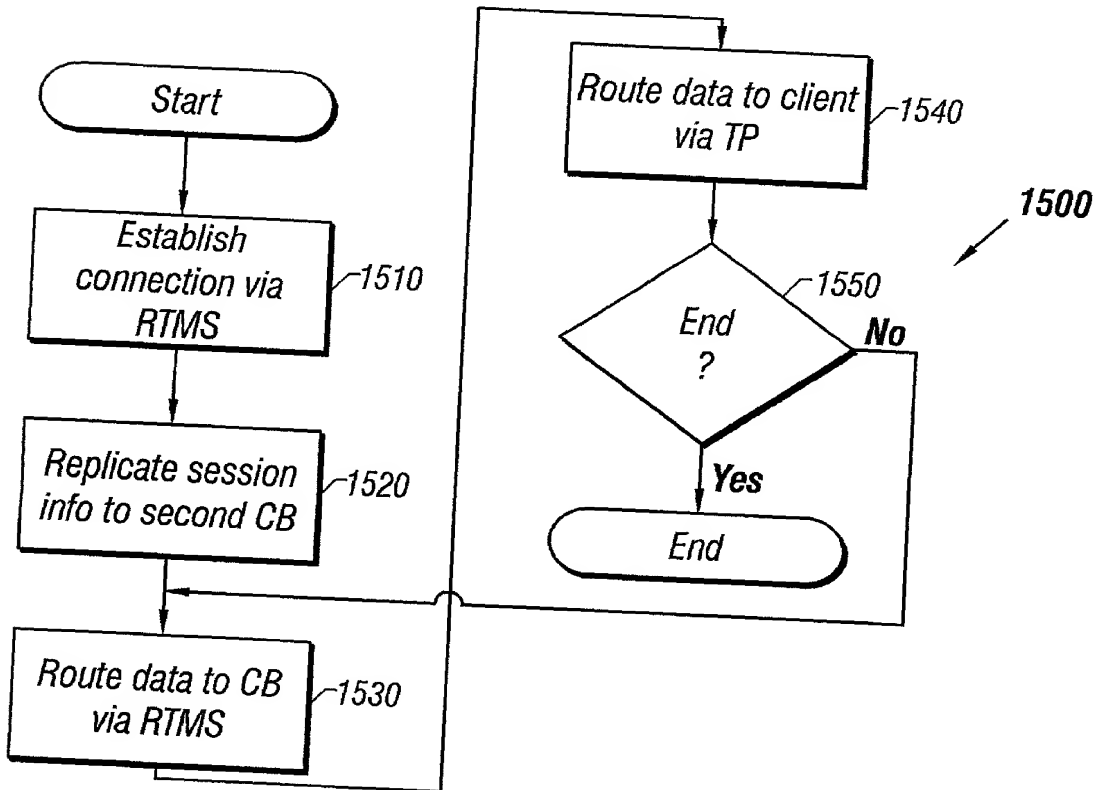 Start
Establish
connection via
RTMS
1510
Replicate session
info to second CB
1520
Route data to CB
via RTMS
1530
Route data to client
via TP
1540
1500
End
?
1550
No
Yes
End